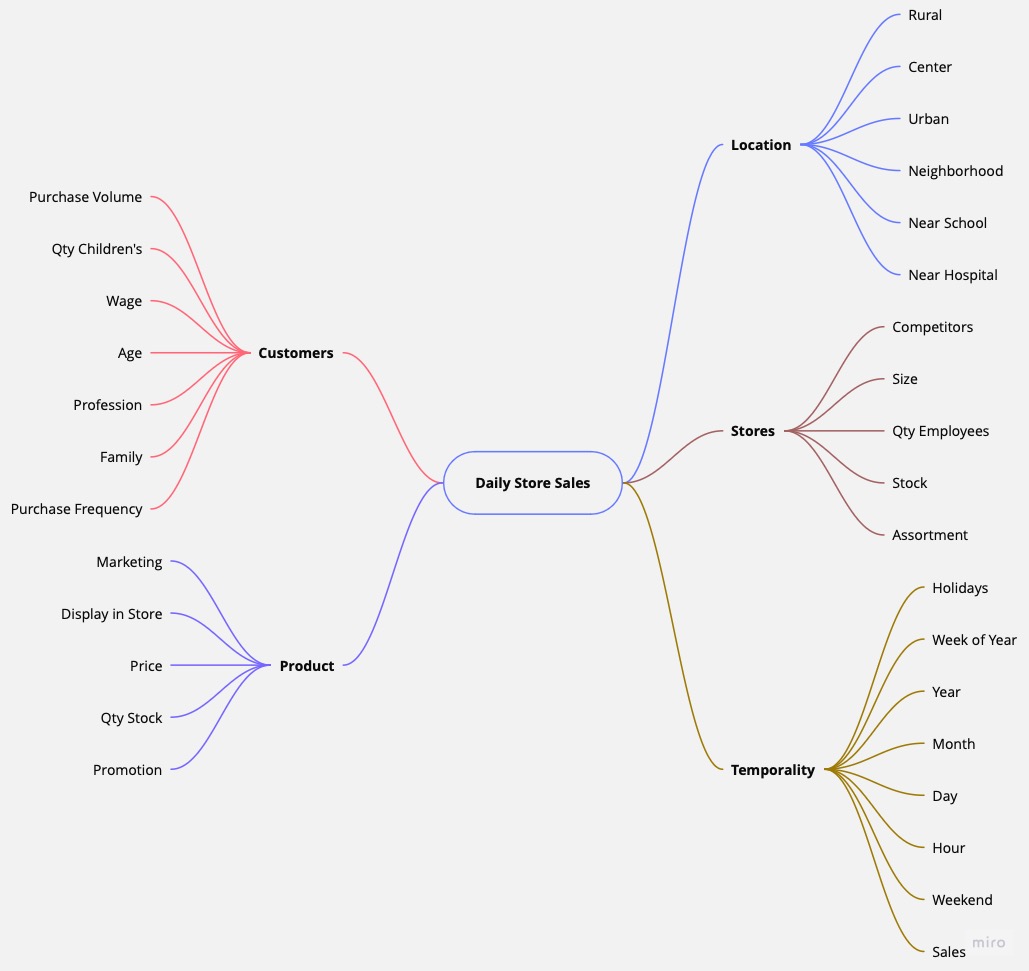 Daily Store Sales
Customers
Purchase Volume
Qty Children's
Wage
Age
Profession
Family
Purchase Frequency
Product
Marketing
Display in Store
Price
Qty Stock
Promotion
Location
Rural
Center
Urban
Neighborhood
Near School
Near Hospital
Stores
Competitors
Size
Qty Employees
Stock
Assortment
Temporality
Holidays
Week of Year
Year
Month
Day
Hour
Weekend
Sales
miro